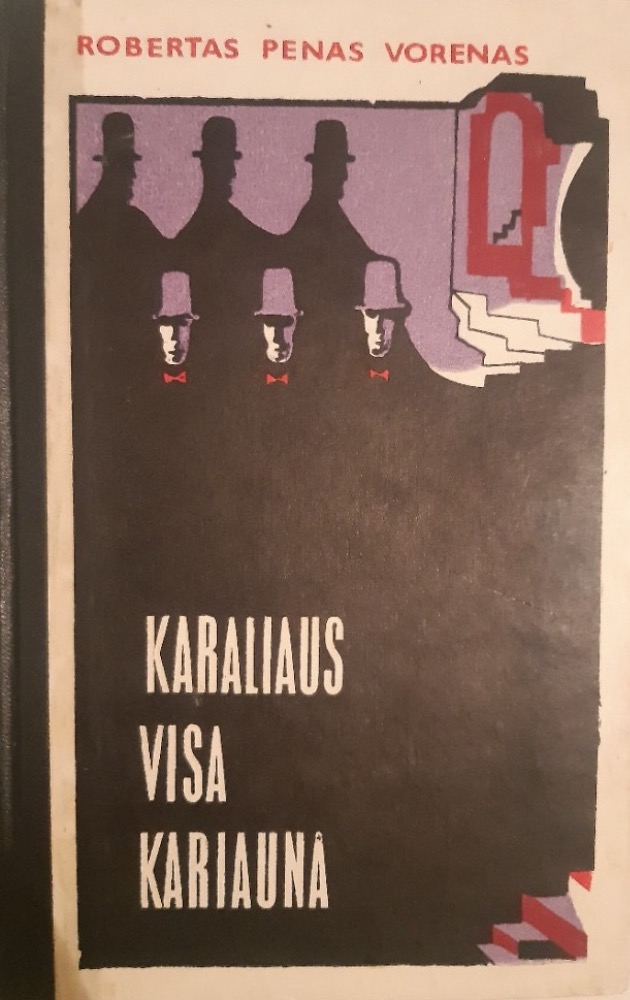 ROBERTAS PENAS VORENAS
KARALIAUS
VISA
KARIAUNA